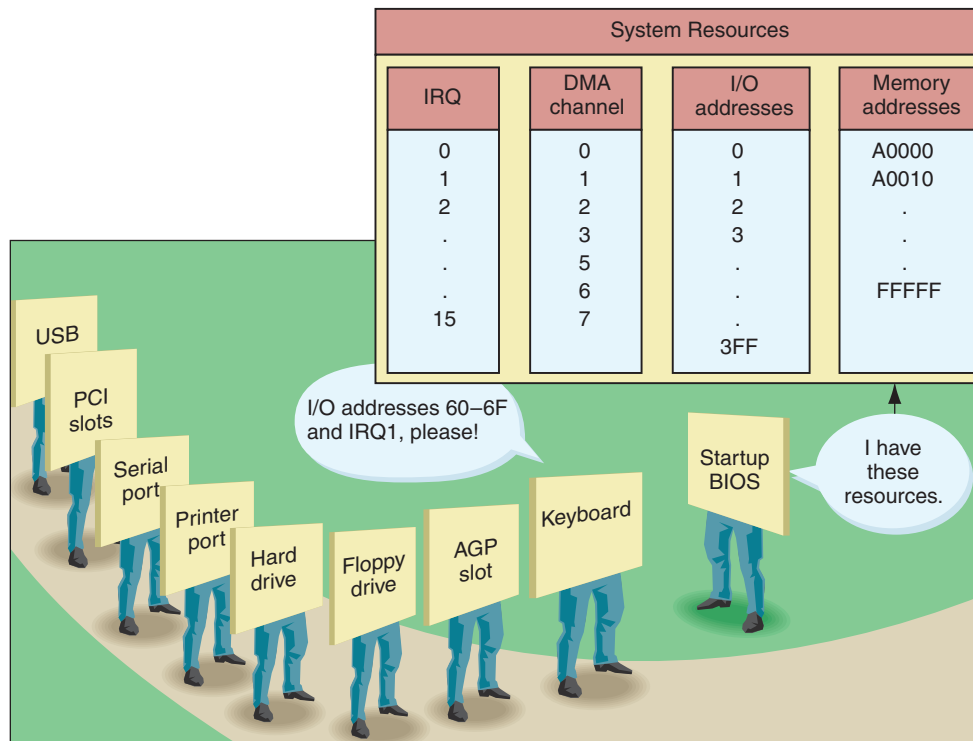 System Resources
IRQ
0
1
2
.
.
.
15
DMA
channel
0
1
2
3
5
6
7
I/O
addresses
0
1
2
3
.
.
.
3FF
Memory
addresses
A0000
A0010
.
.
.
FFFFF
USB
PCI
slots
Serial
port
Printer
port
Hard
drive
Floppy
drive
AGP
slot
Keyboard
I/O addresses 60–6F
and IRQ1, please!
Startup
BIOS
I have
these
resources.